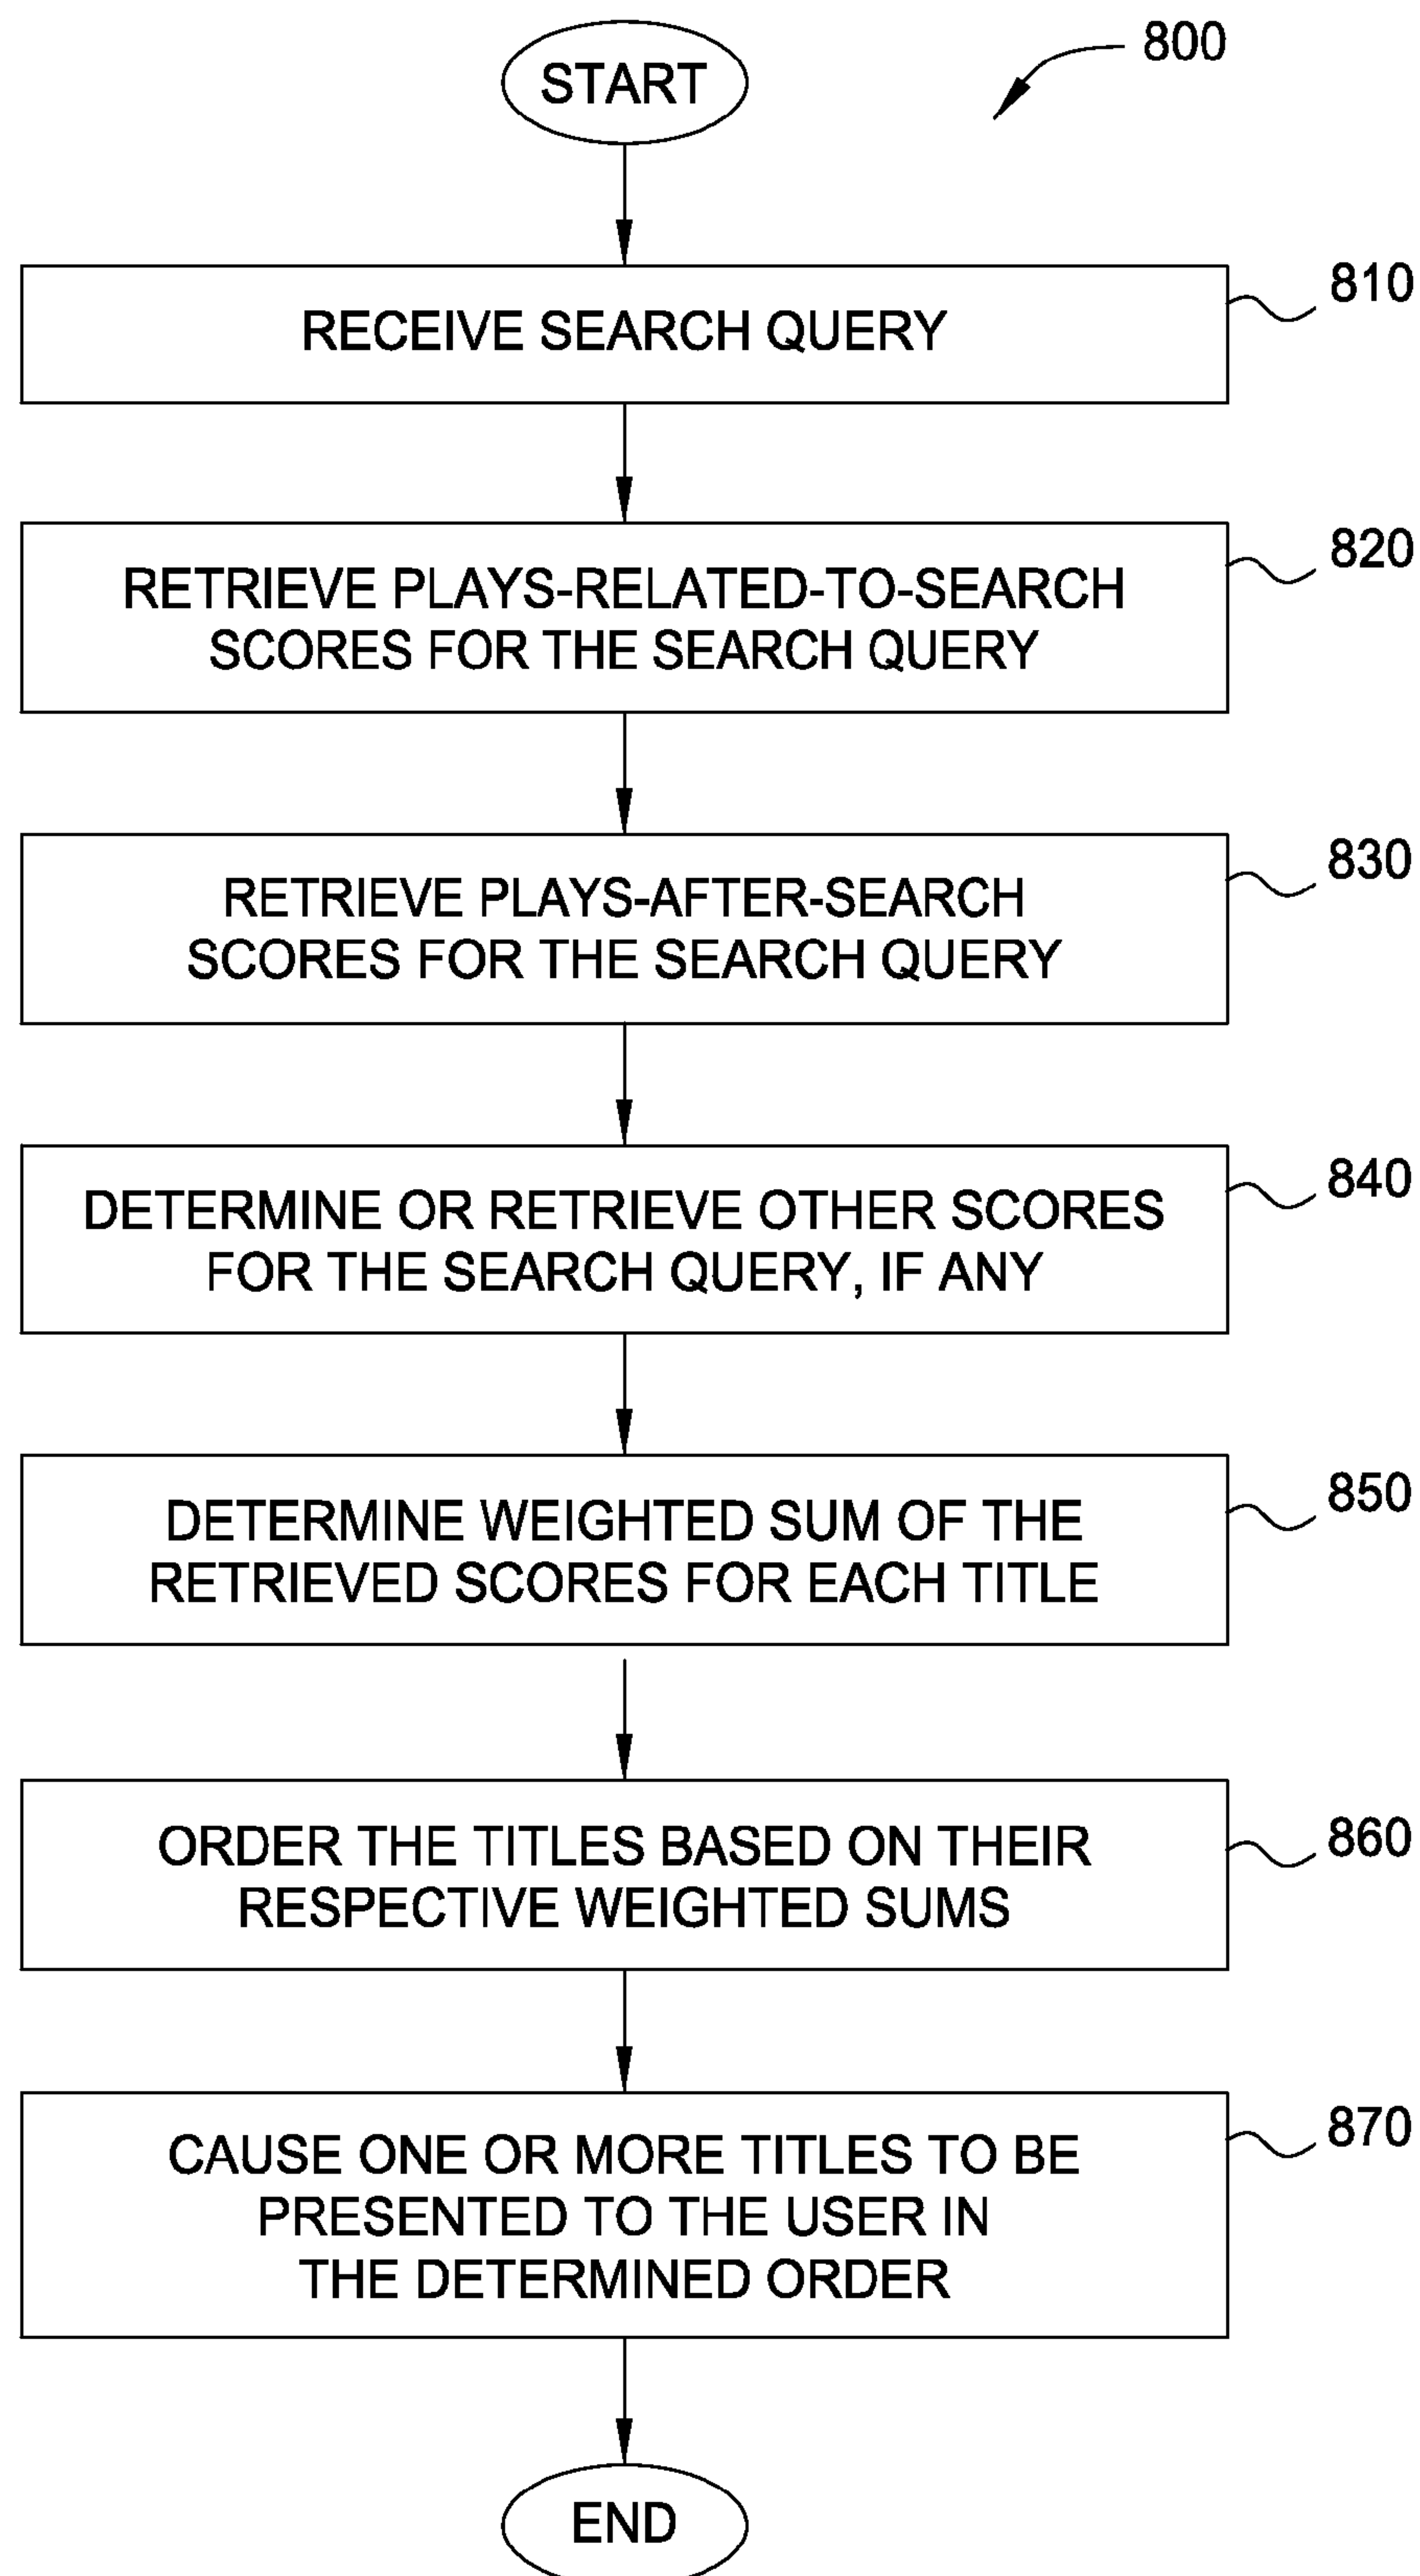 START
800
RECEIVE SEARCH QUERY
810
RETRIEVE PLAYS-RELATED-TO-SEARCH
SCORES FOR THE SEARCH QUERY
820
RETRIEVE PLAYS-AFTER-SEARCH
SCORES FOR THE SEARCH QUERY
830
DETERMINE OR RETRIEVE OTHER SCORES
FOR THE SEARCH QUERY, IF ANY
840
DETERMINE WEIGHTED SUM OF THE
RETRIEVED SCORES FOR EACH TITLE
850
ORDER THE TITLES BASED ON THEIR
RESPECTIVE WEIGHTED SUMS
860
CAUSE ONE OR MORE TITLES TO BE
PRESENTED TO THE USER IN
THE DETERMINED ORDER
870
END